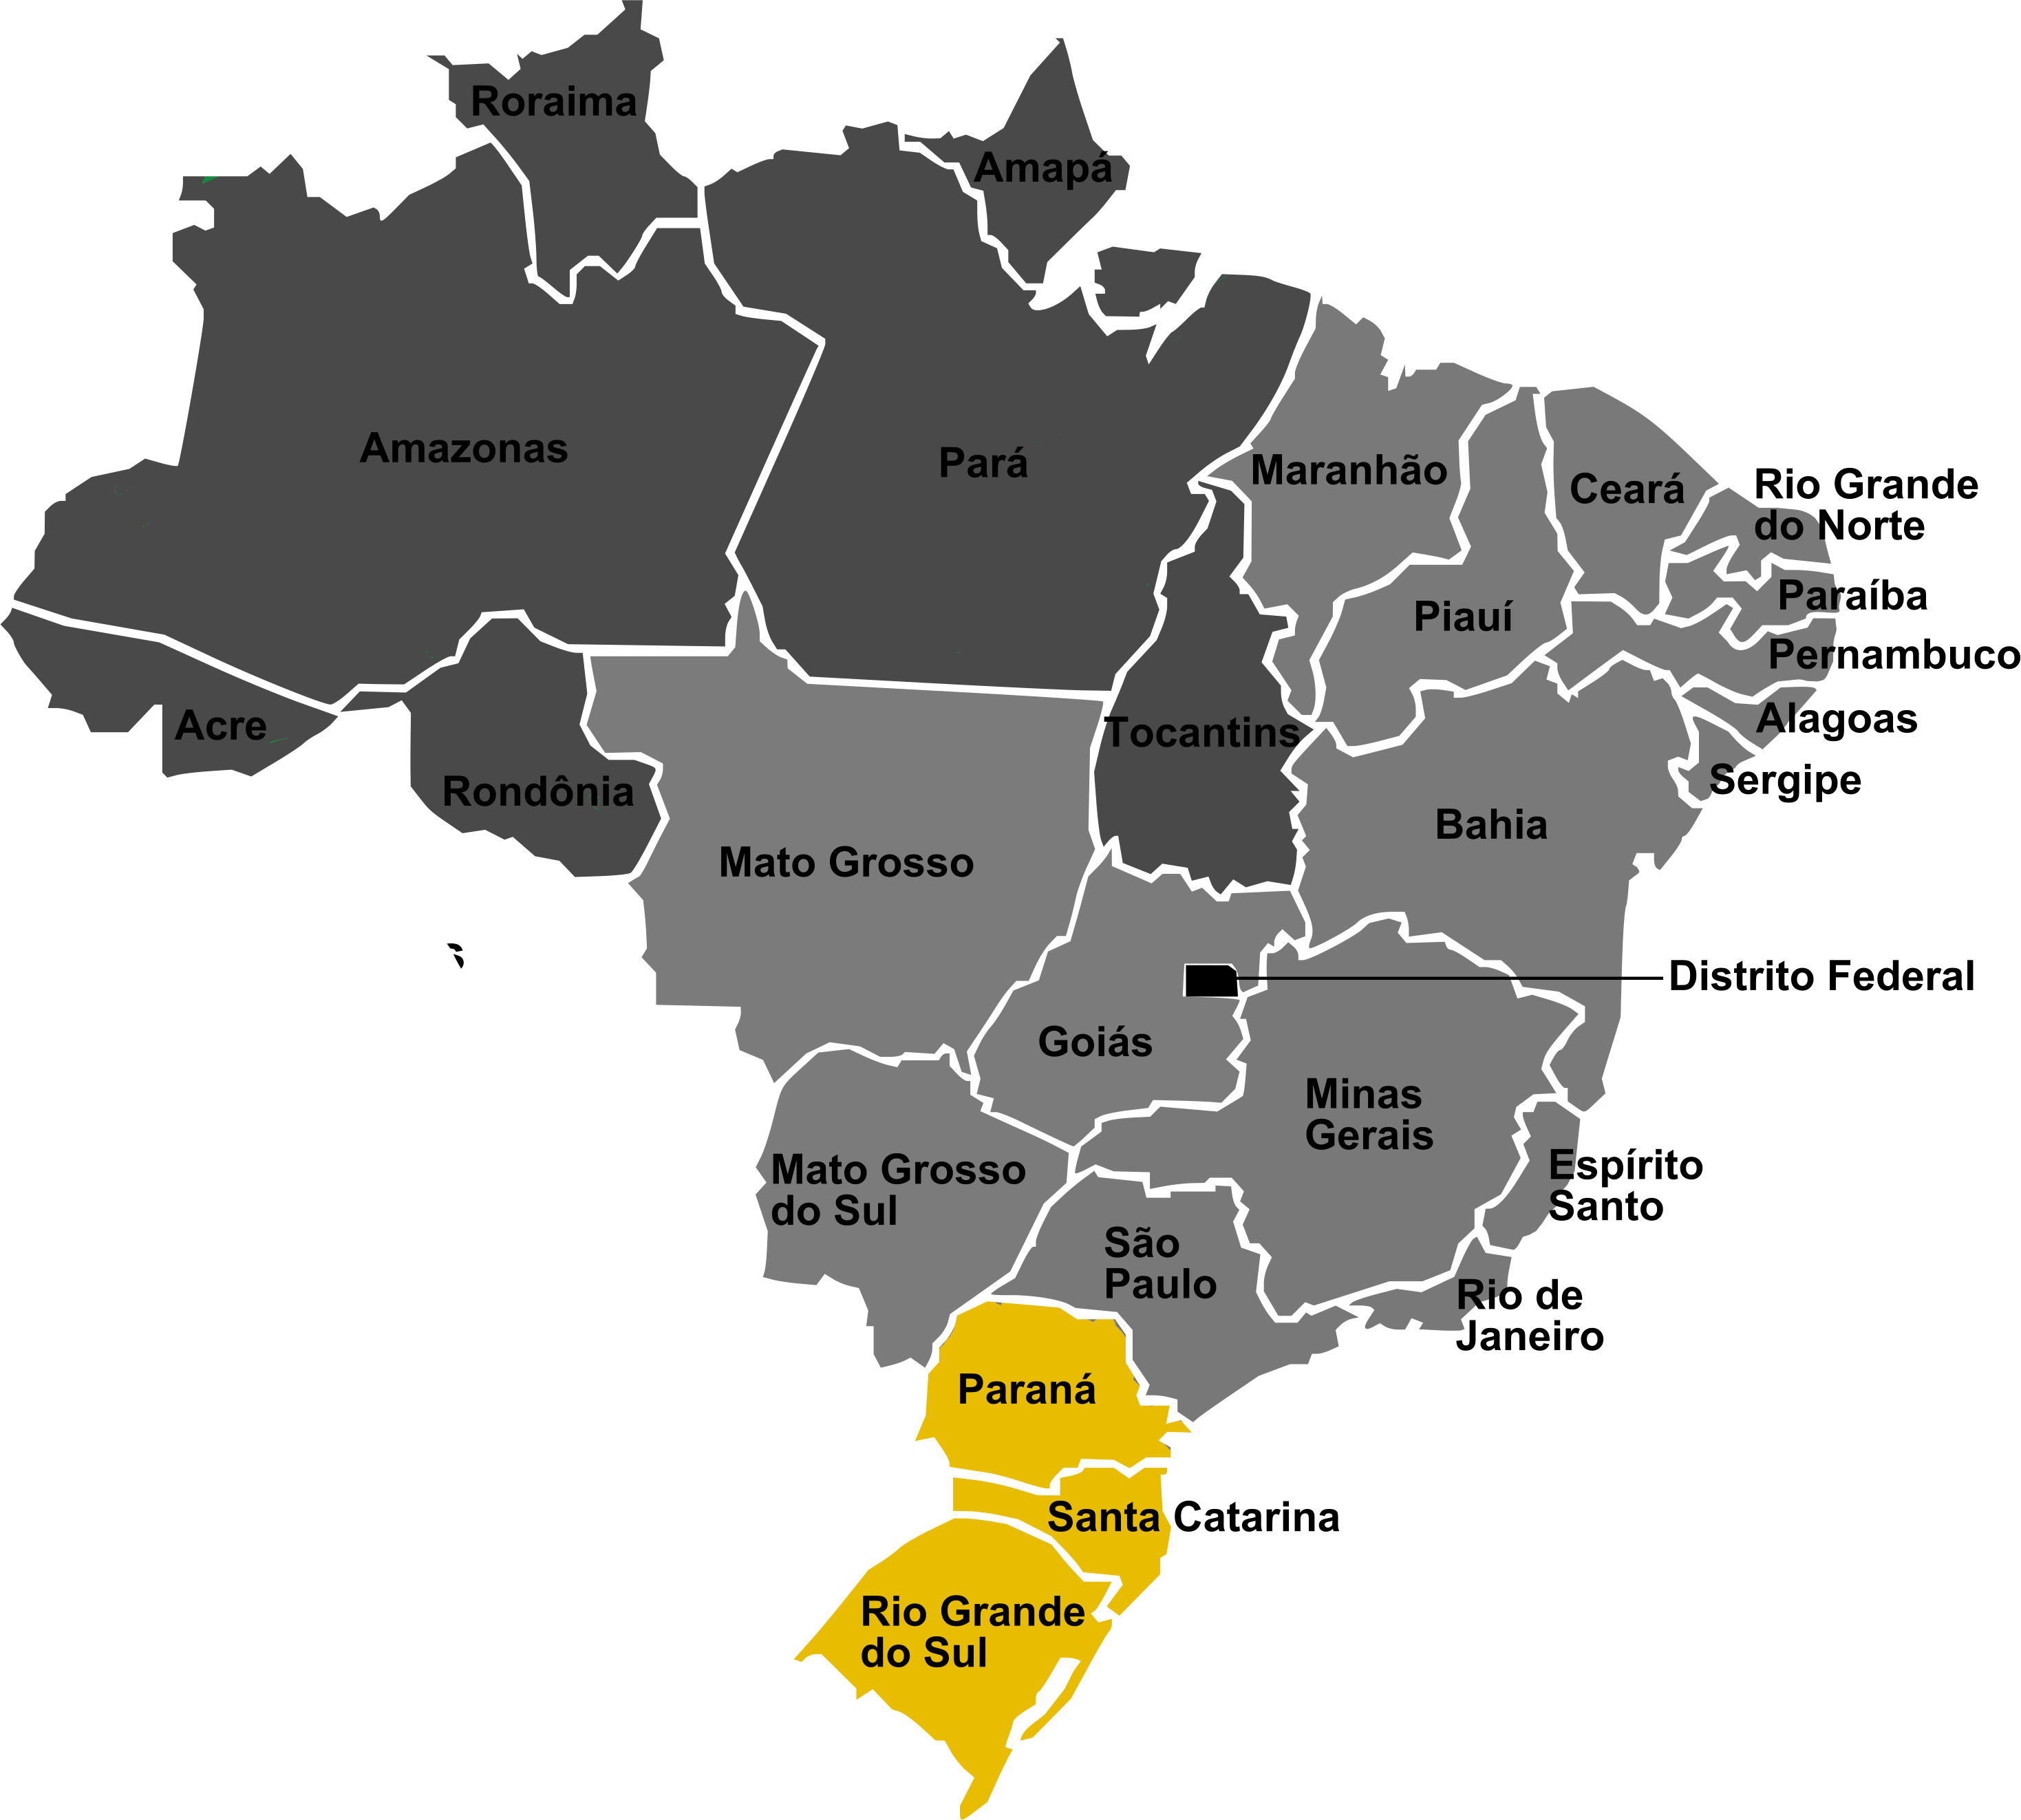 Roraima
Amapá
Amazonas
Pará
Maranhão
Ceará
Rio Grande
do Norte
Paraíba
Piauí
Pernambuco
Acre
Tocantins
Alagoas
Rondônia
Sergipe
Bahia
Mato Grosso
Distrito Federal
Goiás
Minas
Gerais
Mato Grosso
do Sul
Espírito
Santo
São
Paulo
Rio de
Janeiro
Paraná
Santa Catarina
Rio Grande
do Sul